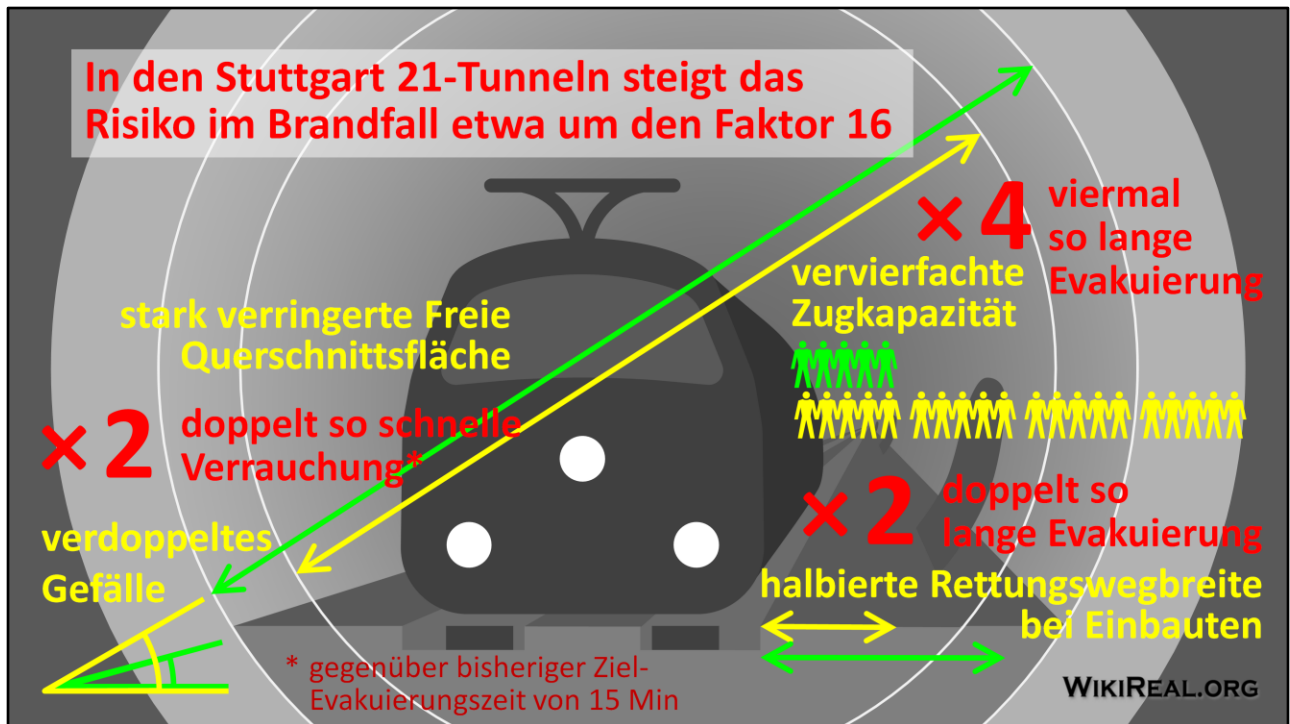 In den Stuttgart 21-Tunneln steigt das
Risiko im Brandfall etwa um den Faktor 16
× 4 viermal
so lange
Evakuierung
vervierfachte
Zugkapazität
stark verringerte Freie
Querschnittsfläche
× 2 doppelt so schnelle
Verrauchung*
verdoppeltes
Gefälle
× 2 doppelt so
lange Evakuierung
halbierte Rettungswegbreite
bei Einbauten
* gegenüber bisheriger Ziel-
Evakuierungszeit von 15 Min
WIKIREAL.ORG